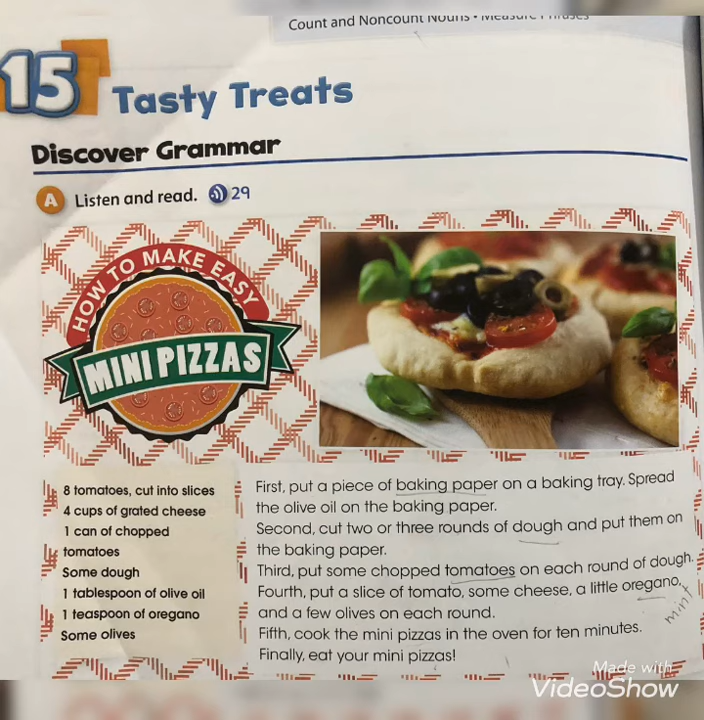 Count and Noncount Nouns • Measure Phrases
15 Tasty Treats
Discover Grammar
A Listen and read. 29
HOW TO MAKE EASY
MINI PIZZAS
8 tomatoes, cut into slices
4 cups of grated cheese
1 can of chopped
tomatoes
Some dough
1 tablespoon of olive oil
1 teaspoon of oregano
Some olives
First, put a piece of baking paper on a baking tray. Spread
the olive oil on the baking paper.
Second, cut two or three rounds of dough and put them on
the baking paper.
Third, put some chopped tomatoes on each round of dough.
Fourth, put a slice of tomato, some cheese, a little oregano,
and a few olives on each round.
mint
Fifth, cook the mini pizzas in the oven for ten minutes.
Finally, eat your mini pizzas!
Made with
VideoShow